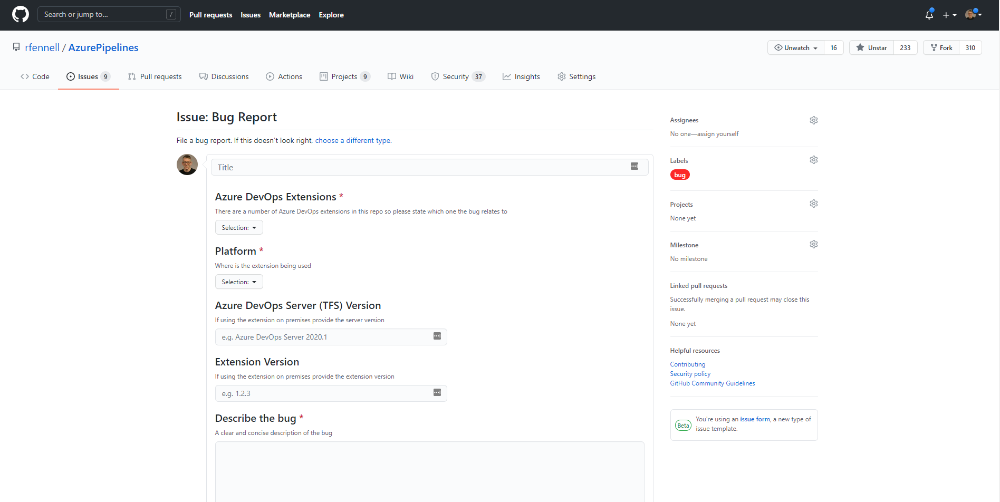 Search or jump to... /
Pull requests Issues Marketplace Explore
rfennell / AzurePipelines
Unwatch 16 Unstar 233 Fork 310
Code Issues 9 Pull requests Discussions Actions Projects 9 Wiki Security 37 Insights Settings
Issue: Bug Report
File a bug report. If this doesn't look right, choose a different type.
Title
Azure DevOps Extensions *
There are a number of Azure DevOps extensions in this repo so please state which one the bug relates to
Selection:
Platform *
Where is the extension being used
Selection:
Azure DevOps Server (TFS) Version
If using the extension on premises provide the server version
e.g. Azure DevOps Server 2020.1
Extension Version
If using the extension on premises provide the extension version
e.g. 1.2.3
Describe the bug *
A clear and concise description of the bug
Assignees
No one—assign yourself
Labels
bug
Projects
None yet
Milestone
No milestone
Linked pull requests
Successfully merging a pull request may close this
issue.
None yet
Helpful resources
Contributing
Security policy
GitHub Community Guidelines
Beta
You're using an issue form, a new type of
issue template.